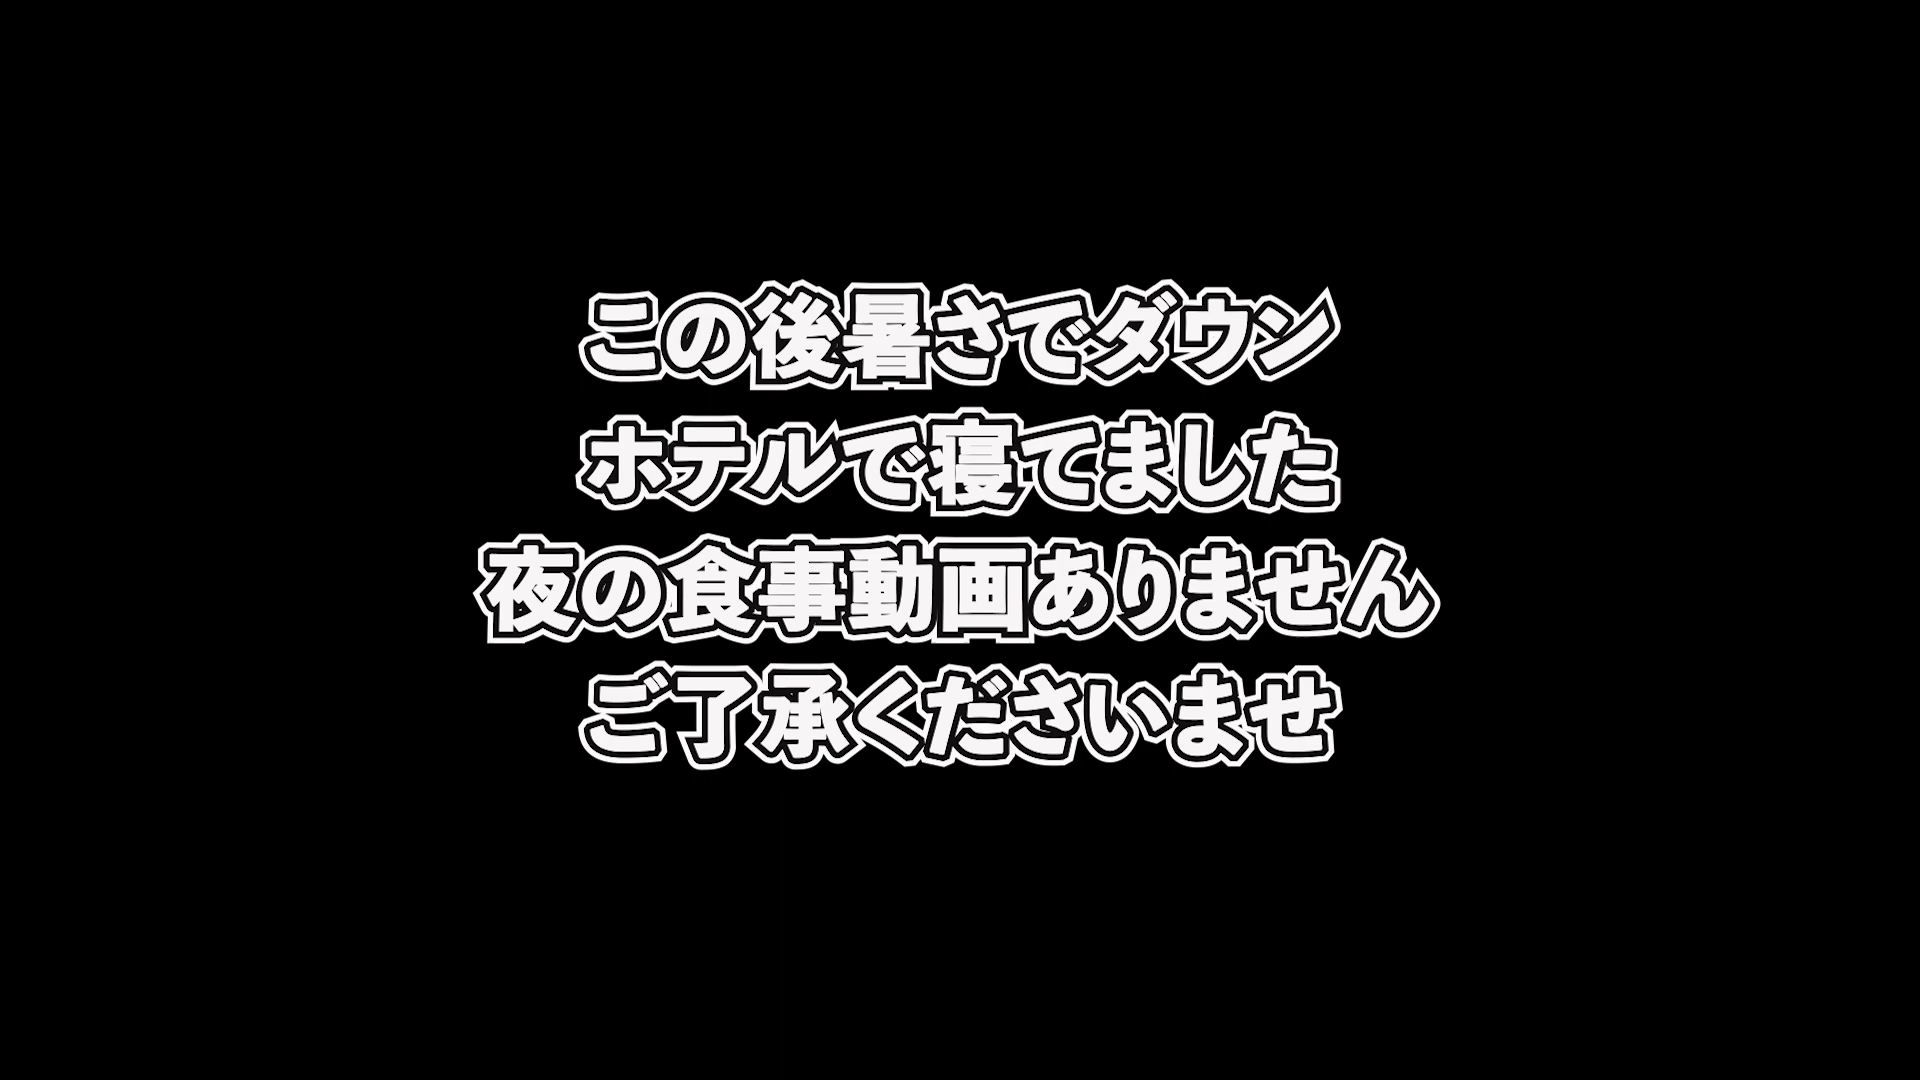 この後暑さでダウン
ホテルで寝てました
夜の食事動画ありません
ご了承くださいませ